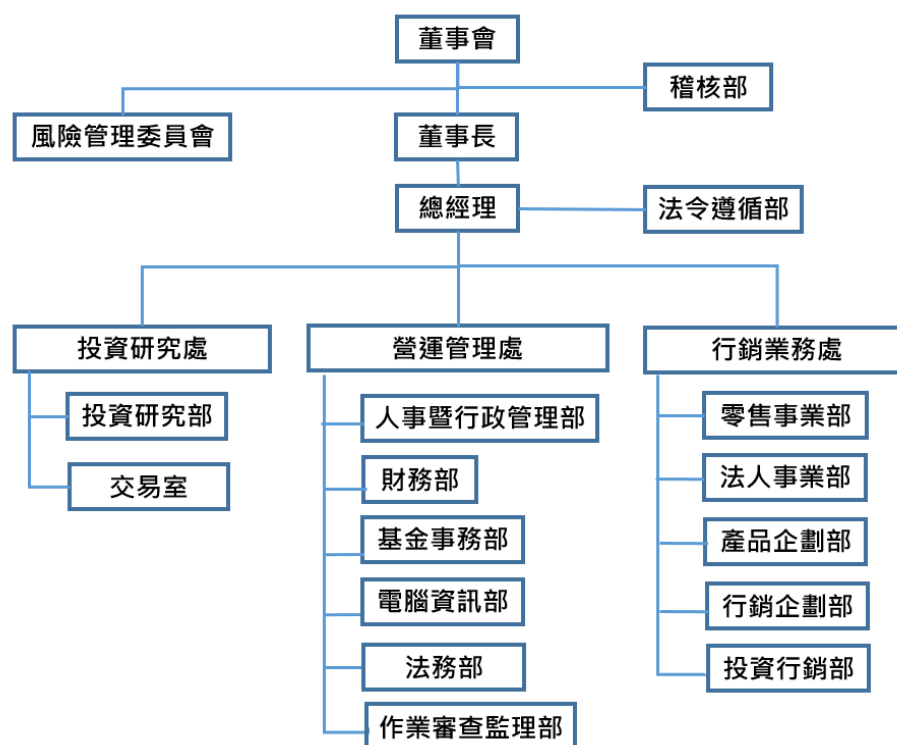 董事會
稽核部
風險管理委員會
董事長
總經理
法令遵循部
投資研究處
投資研究部
交易室
營運管理處
人事暨行政管理部
財務部
基金事務部
電腦資訊部
法務部
作業審查監理部
行銷業務處
零售事業部
法人事業部
產品企劃部
行銷企劃部
投資行銷部